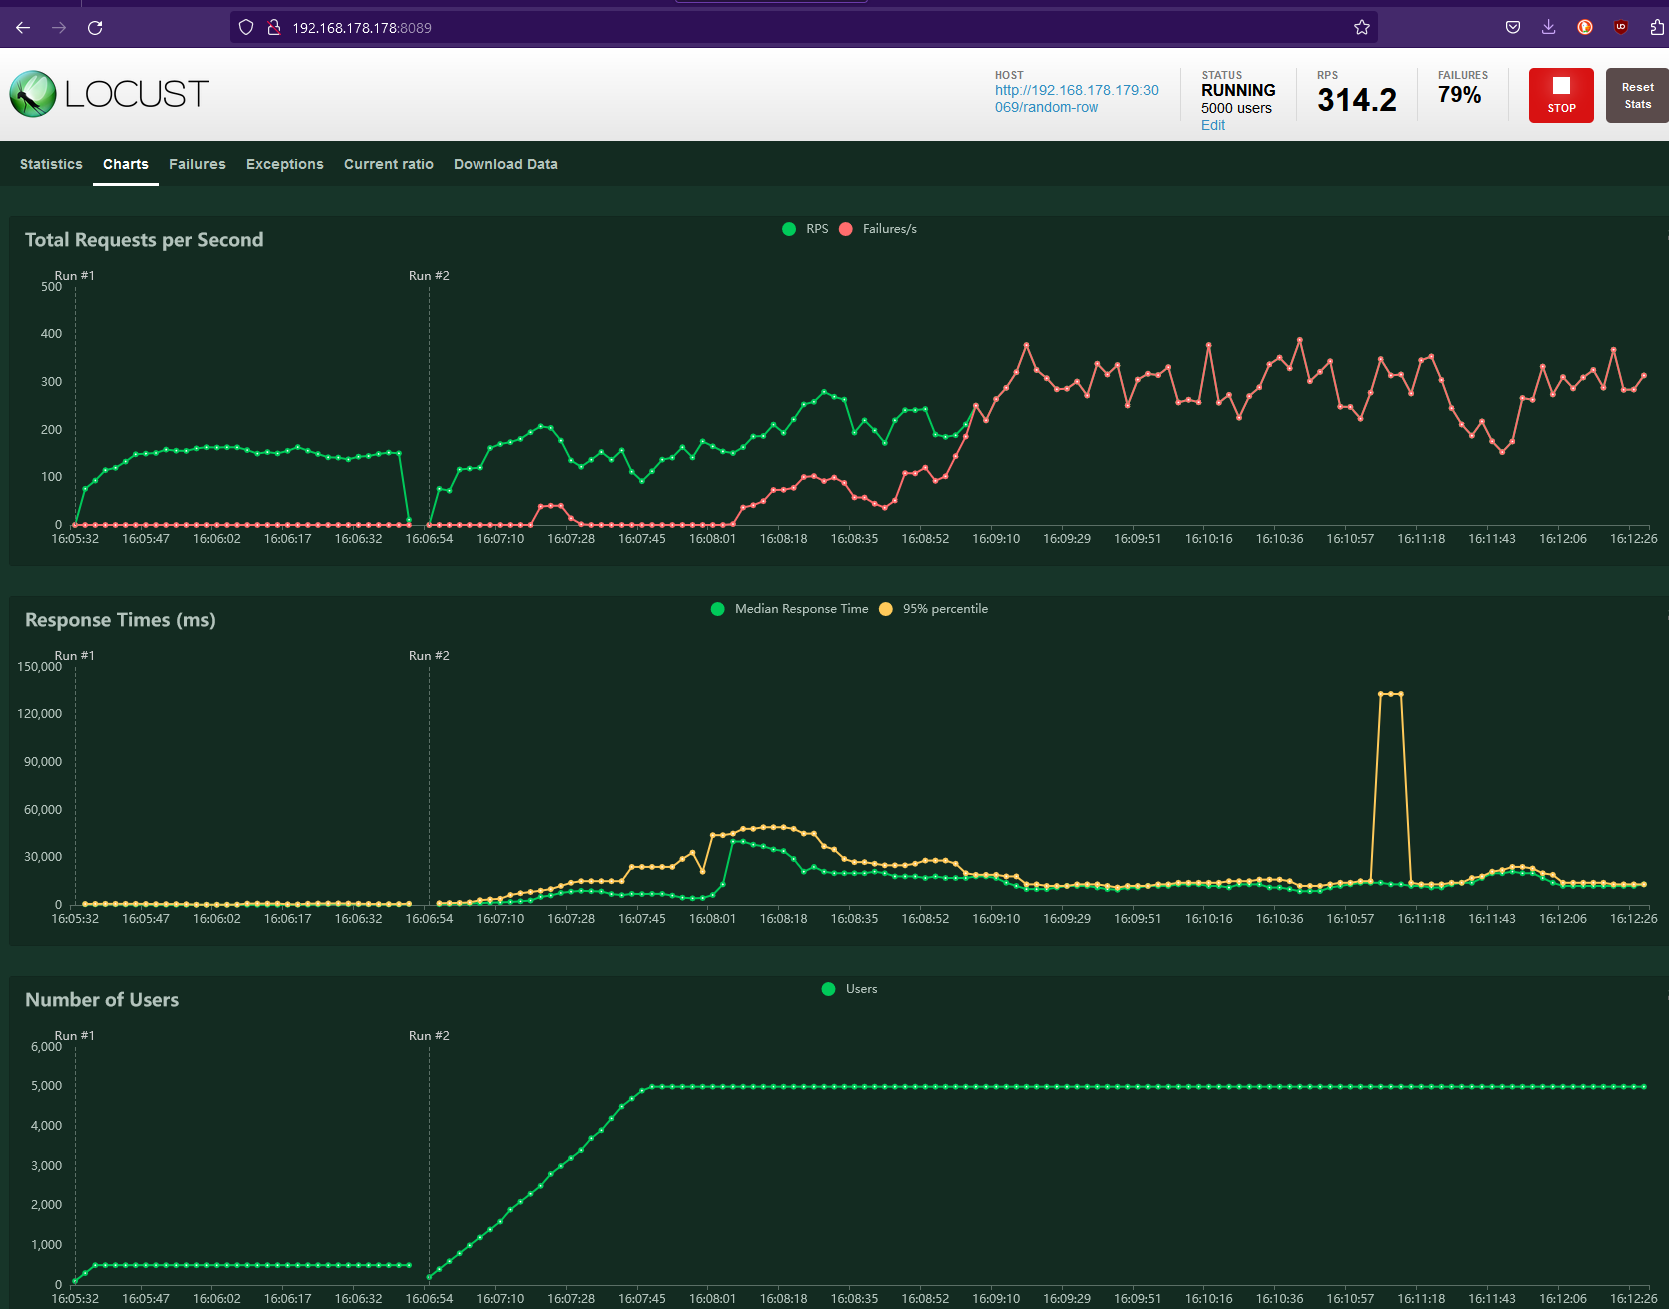 192.168.178.178:8089
LOCUST
HOST
http://192.168.178.179:30
069/random-row
STATUS
RUNNING
5000 users
Edit
RPS
314.2
FAILURES
79%
STOP
Reset
Stats
Statistics
Charts
Failures
Exceptions
Current ratio
Download Data
Total Requests per Second
RPS
Failures/s
Run #1
Run #2
500
400
300
200
100
0
16:05:32
16:05:47
16:06:02
16:06:17
16:06:32
16:06:54
16:07:10
16:07:28
16:07:45
16:08:01
16:08:18
16:08:35
16:08:52
16:09:10
16:09:29
16:09:51
16:10:16
16:10:36
16:10:57
16:11:18
16:11:43
16:12:06
16:12:26
Response Times (ms)
Median Response Time
95% percentile
Run #1
Run #2
150,000
120,000
90,000
60,000
30,000
0
16:05:32
16:05:47
16:06:02
16:06:17
16:06:32
16:06:54
16:07:10
16:07:28
16:07:45
16:08:01
16:08:18
16:08:35
16:08:52
16:09:10
16:09:29
16:09:51
16:10:16
16:10:36
16:10:57
16:11:18
16:11:43
16:12:06
16:12:26
Number of Users
Users
Run #1
Run #2
6,000
5,000
4,000
3,000
2,000
1,000
0
16:05:32
16:05:47
16:06:02
16:06:17
16:06:32
16:06:54
16:07:10
16:07:28
16:07:45
16:08:01
16:08:18
16:08:35
16:08:52
16:09:10
16:09:29
16:09:51
16:10:16
16:10:36
16:10:57
16:11:18
16:11:43
16:12:06
16:12:26